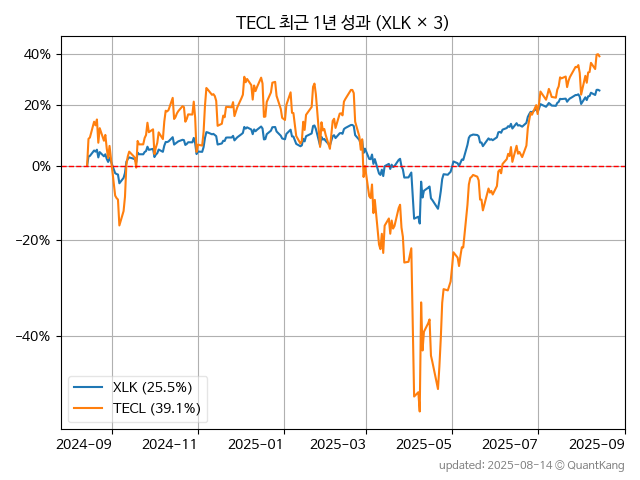 TECL 최근 1년 성과 (XLK × 3)
40%
20%
0%
−20%
−40%
XLK (25.5%)
TECL (39.1%)
2024-09 2024-11 2025-01 2025-03 2025-05 2025-07 2025-09
updated: 2025-08-14 © QuantKang